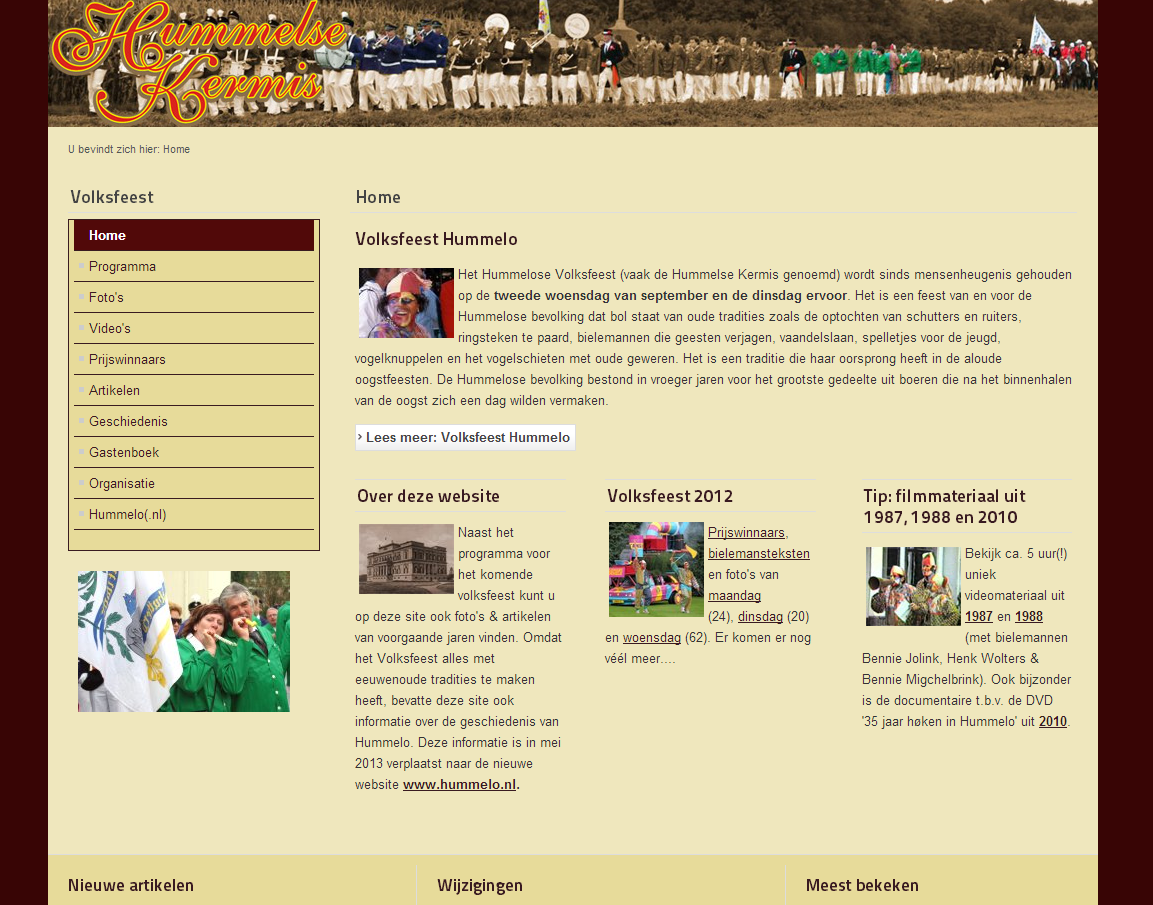 Hummelse
Kermis
U bevindt zich hier: Home
Volksfeest
Home
Programma
Foto's
Video's
Prijswinnaars
Artikelen
Geschiedenis
Gastenboek
Organisatie
Hummelo(.nl)
Home
Volksfeest Hummelo
Het Hummelose Volksfeest (vaak de Hummelse Kermis genoemd) wordt sinds mensenheugenis gehouden
op de tweede woensdag van september en de dinsdag ervoor. Het is een feest van en voor de
Hummelose bevolking dat bol staat van oude tradities zoals de optochten van schutters en ruiters,
ringsteken te paard, bielemannen die geesten verjagen, vaandelslaan, spelletjes voor de jeugd,
vogelknuppelen en het vogelschieten met oude geweren. Het is een traditie die haar oorsprong heeft in de aloude
oogstfeesten. De Hummelose bevolking bestond in vroeger jaren voor het grootste gedeelte uit boeren die na het binnenhalen
van de oogst zich een dag wilden vermaken.
› Lees meer: Volksfeest Hummelo
Over deze website
Naast het
programma voor
het komende
volksfeest kunt u
op deze site ook foto's & artikelen
van voorgaande jaren vinden. Omdat
het Volksfeest alles met
eeuwenoude tradities te maken
heeft, bevatte deze site ook
informatie over de geschiedenis van
Hummelo. Deze informatie is in mei
2013 verplaatst naar de nieuwe
website www.hummelo.nl.
Volksfeest 2012
Prijswinnaars,
bielemansteksten
en foto's van
maandag
(24), dinsdag (20)
en woensdag (62). Er komen er nog
véél meer....
Tip: filmmateriaal uit
1987, 1988 en 2010
Bekijk ca. 5 uur(!)
uniek
videomateriaal uit
1987 en 1988
(met bielemannen
Bennie Jolink, Henk Wolters &
Bennie Migchelbrink). Ook bijzonder
is de documentaire t.b.v. de DVD
'35 jaar høken in Hummelo' uit 2010.
Nieuwe artikelen
Wijzigingen
Meest bekeken